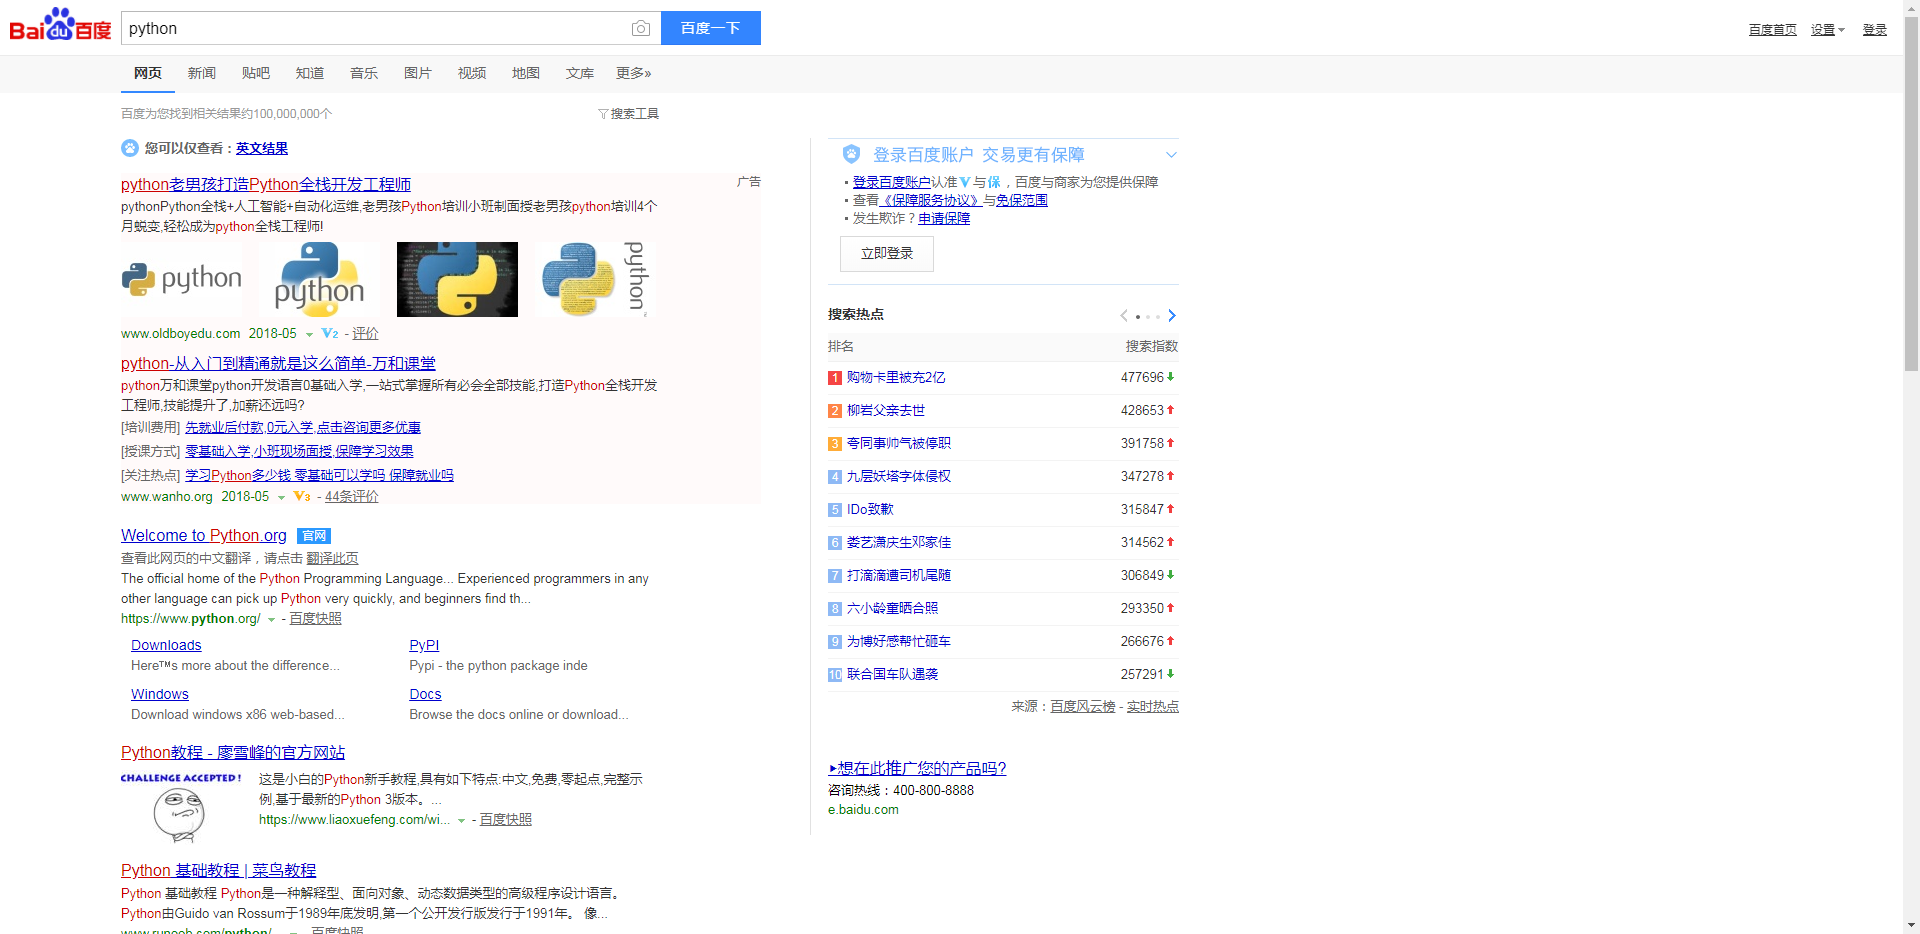 Baidu百度
python
百度一下
百度首页 设置 登录
网页 新闻 贴吧 知道 音乐 图片 视频 地图 文库 更多»
百度为您找到相关结果约100,000,000个
搜索工具
您可以仅查看：英文结果
python老男孩打造Python全栈开发工程师
广告
pythonPython全栈+人工智能+自动化运维,老男孩Python培训小班制面授老男孩python培训4个
月蜕变,轻松成为python全栈工程师!
python
python
python
www.oldboyedu.com 2018-05 V2 - 评价
python-从入门到精通就是这么简单-万和课堂
python万和课堂python开发语言0基础入学,一站式掌握所有必会全部技能,打造Python全栈开发
工程师,技能提升了,加薪还远吗?
[培训费用] 先就业后付款,0元入学,点击咨询更多优惠
[授课方式] 零基础入学,小班现场面授,保障学习效果
[关注热点] 学习Python多少钱 零基础可以学吗 保障就业吗
www.wanho.org 2018-05 V3 - 44条评价
Welcome to Python.org 官网
查看此网页的中文翻译，请点击 翻译此页
The official home of the Python Programming Language... Experienced programmers in any
other language can pick up Python very quickly, and beginners find th...
https://www.python.org/ - 百度快照
Downloads
Here™s more about the difference...
PyPI
Pypi - the python package inde
Windows
Download windows x86 web-based...
Docs
Browse the docs online or download...
Python教程 - 廖雪峰的官方网站
CHALLENGE ACCEPTED!
这是小白的Python新手教程,具有如下特点:中文,免费,零起点,完整示
例,基于最新的Python 3版本。...
https://www.liaoxuefeng.com/wi... - 百度快照
Python 基础教程 | 菜鸟教程
Python 基础教程 Python是一种解释型、面向对象、动态数据类型的高级程序设计语言。
Python由Guido van Rossum于1989年底发明,第一个公开发行版发行于1991年。 像...
www.runoob.com/python/ - 百度快照
登录百度账户 交易更有保障
登录百度账户认准V与保，百度与商家为您提供保障
查看《保障服务协议》与免保范围
发生欺诈？申请保障
立即登录
搜索热点
排名 搜索指数
1 购物卡里被充2亿 477696
2 柳岩父亲去世 428653
3 夸同事帅气被停职 391758
4 九层妖塔字体侵权 347278
5 IDo致歉 315847
6 娄艺潇庆生邓家佳 314562
7 打滴滴遭司机尾随 306849
8 六小龄童晒合照 293350
9 为博好感帮忙砸车 266676
10 联合国车队遇袭 257291
来源：百度风云榜 - 实时热点
想在此推广您的产品吗?
咨询热线：400-800-8888
e.baidu.com